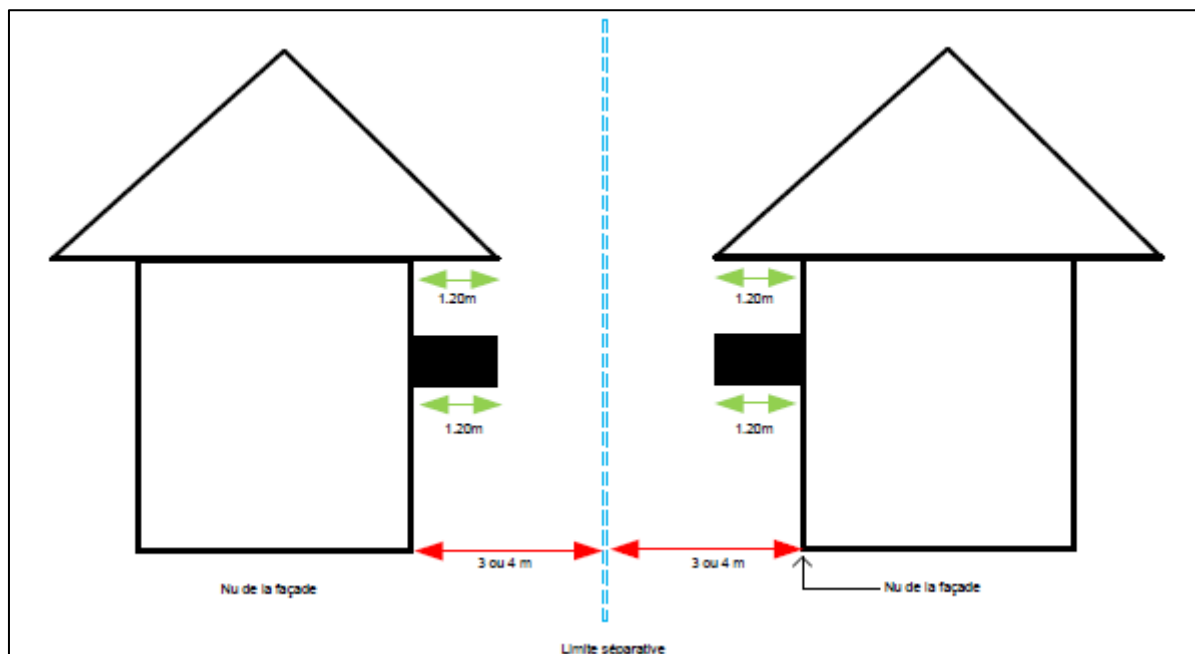 1.20m
1.20m
1.20m
1.20m
3 ou 4 m
3 ou 4 m
Nu de la façade
Nu de la façade
Limite séparative